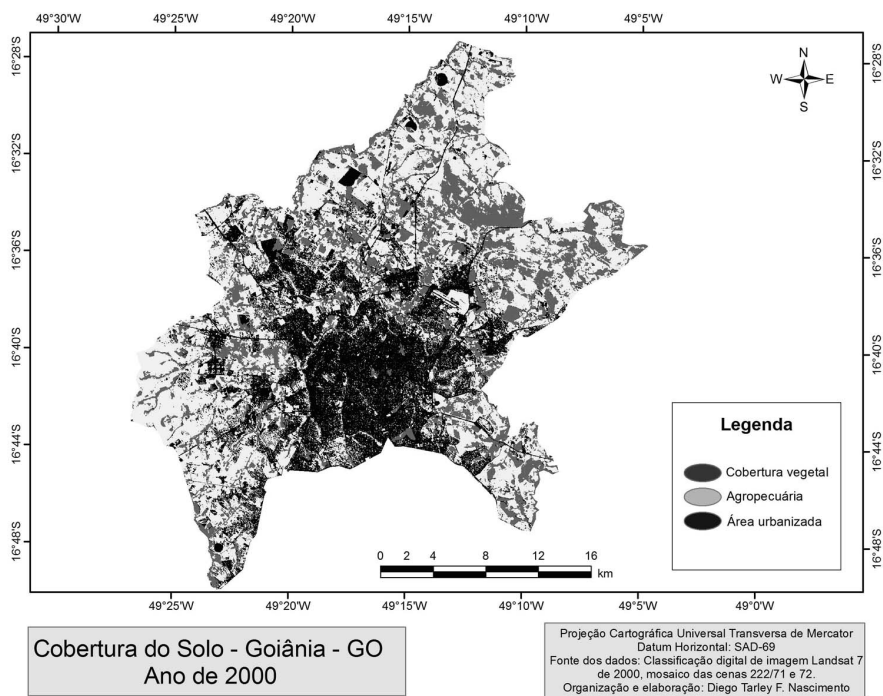 49°30'W 49°25'W 49°20'W 49°15'W 49°10'W 49°5'W
16°28'S 16°28'S
N
W E
S
16°32'S 16°32'S
16°36'S 16°36'S
16°40'S 16°40'S
16°44'S 16°44'S
16°48'S 16°48'S
Legenda
Cobertura vegetal
Agropecuária
Área urbanizada
0 2 4 8 12 16
km
49°25'W 49°20'W 49°15'W 49°10'W 49°5'W 49°0'W
Cobertura do Solo - Goiânia - GO
Ano de 2000
Projeção Cartográfica Universal Transversa de Mercator
Datum Horizontal: SAD-69
Fonte dos dados: Classificação digital de imagem Landsat 7
de 2000, mosaico das cenas 222/71 e 72.
Organização e elaboração: Diego Tarley F. Nascimento